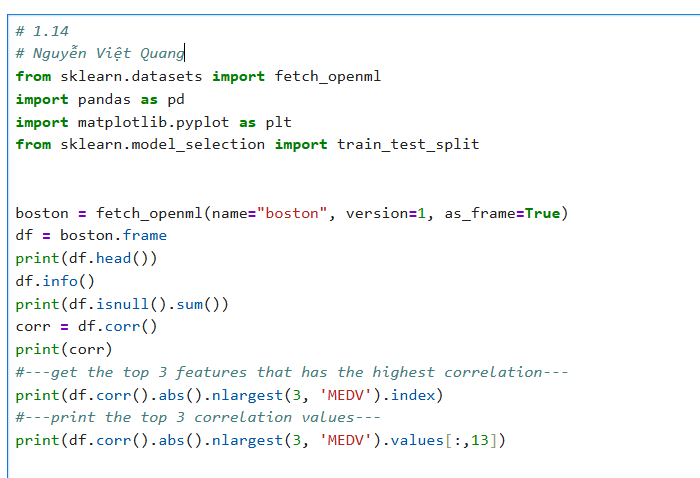 # 1.14
# Nguyễn Việt Quang
from sklearn.datasets import fetch_openml
import pandas as pd
import matplotlib.pyplot as plt
from sklearn.model_selection import train_test_split
boston = fetch_openml(name="boston", version=1, as_frame=True)
df = boston.frame
print(df.head())
df.info()
print(df.isnull().sum())
corr = df.corr()
print(corr)
#---get the top 3 features that has the highest correlation---
print(df.corr().abs().nlargest(3, 'MEDV').index)
#---print the top 3 correlation values---
print(df.corr().abs().nlargest(3, 'MEDV').values[:,13])